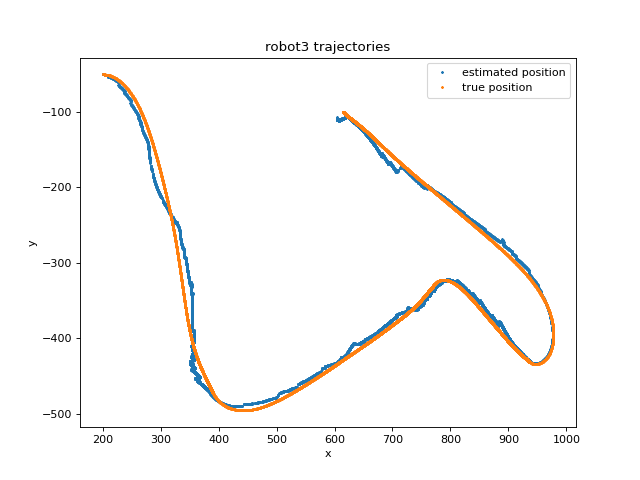 robot3 trajectories
estimated position
true position
−100
−200
−300
−400
−500
y
200 300 400 500 600 700 800 900 1000
x